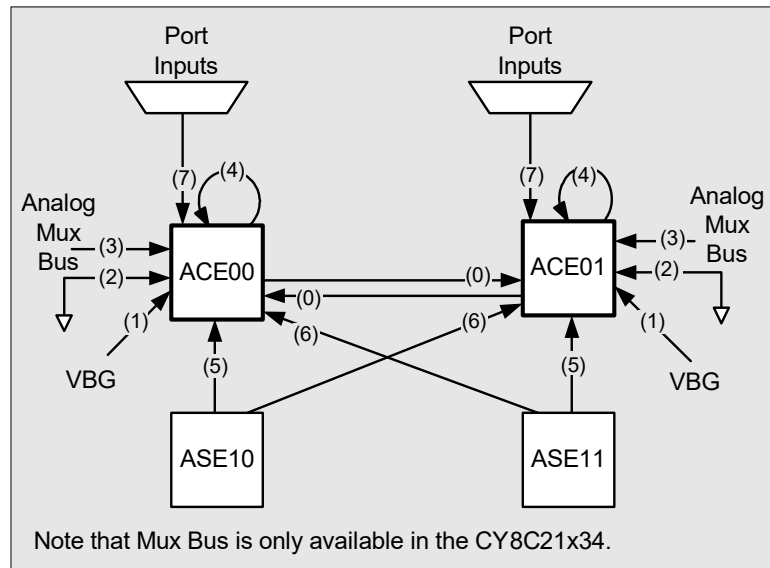 Port
Inputs
Port
Inputs
(7)
(4)
(7)
(4)
Analog
Mux
Bus
(3)
(2)
(1)
VBG
ACE00
(0)
(0)
ACE01
Analog
Mux
Bus
(3)
(2)
(1)
VBG
(5)
(6)
(6)
(5)
ASE10
ASE11
Note that Mux Bus is only available in the CY8C21x34.